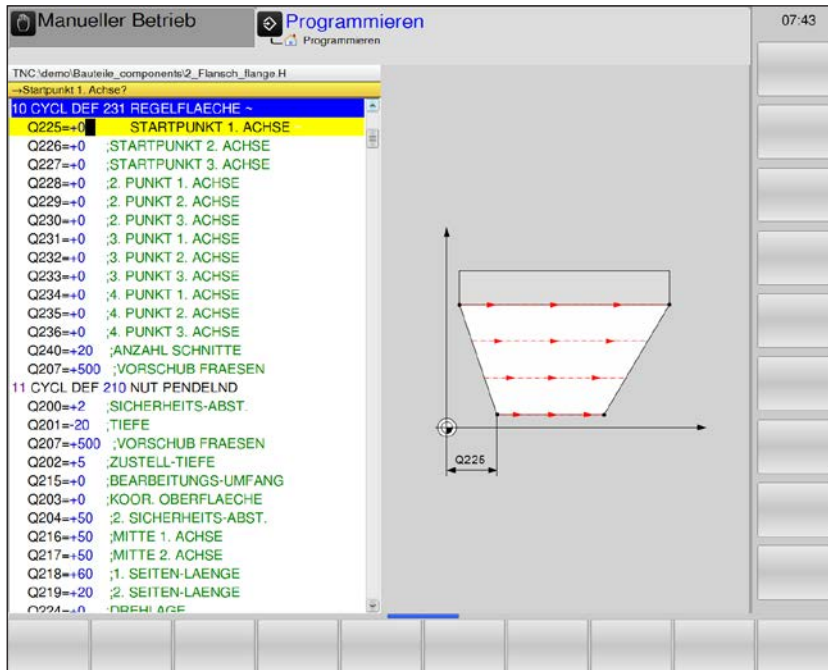 Manueller Betrieb
Programmieren
Programmieren
07:43
TNC:\demo\Bauteile_components\2_Flansch_flange.H
→Startpunkt 1. Achse?
10 CYCL DEF 231 REGELFLAECHE ~
Q225=+0 STARTPUNKT 1. ACHSE ~
Q226=+0 ;STARTPUNKT 2. ACHSE
Q227=+0 ;STARTPUNKT 3. ACHSE
Q228=+0 ;2. PUNKT 1. ACHSE
Q229=+0 ;2. PUNKT 2. ACHSE
Q230=+0 ;2. PUNKT 3. ACHSE
Q231=+0 ;3. PUNKT 1. ACHSE
Q232=+0 ;3. PUNKT 2. ACHSE
Q233=+0 ;3. PUNKT 3. ACHSE
Q234=+0 ;4. PUNKT 1. ACHSE
Q235=+0 ;4. PUNKT 2. ACHSE
Q236=+0 ;4. PUNKT 3. ACHSE
Q240=+20 ;ANZAHL SCHNITTE
Q207=+500 ;VORSCHUB FRAESEN
11 CYCL DEF 210 NUT PENDELND
Q200=+2 ;SICHERHEITS-ABST.
Q201=-20 ;TIEFE
Q207=+500 ;VORSCHUB FRAESEN
Q202=+5 ;ZUSTELL-TIEFE
Q215=+0 ;BEARBEITUNGS-UMFANG
Q203=+0 ;KOOR. OBERFLAECHE
Q204=+50 ;2. SICHERHEITS-ABST.
Q216=+50 ;MITTE 1. ACHSE
Q217=+50 ;MITTE 2. ACHSE
Q218=+60 ;1. SEITEN-LAENGE
Q219=+20 ;2. SEITEN-LAENGE
Q224=+0 ;DREHLAGE
Q225